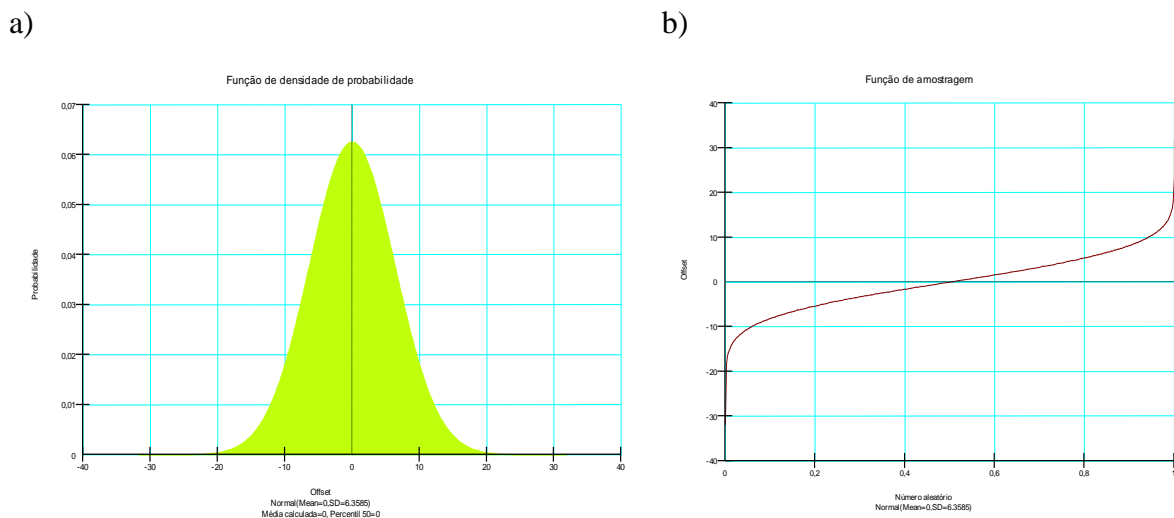 a)
Função de densidade de probabilidade
0,07
0,06
0,05
0,04
0,03
0,02
0,01
0
-40 -30 -20 -10 0 10 20 30 40
Probabilidade
Offset
Normal(Mean=0,SD=6.3585)
Média calculada=0, Percentil 50=0
b)
Função de amostragem
40
30
20
10
0
-10
-20
-30
-40
0 0,2 0,4 0,6 0,8 1
Offset
Número aleatório
Normal(Mean=0,SD=6.3585)